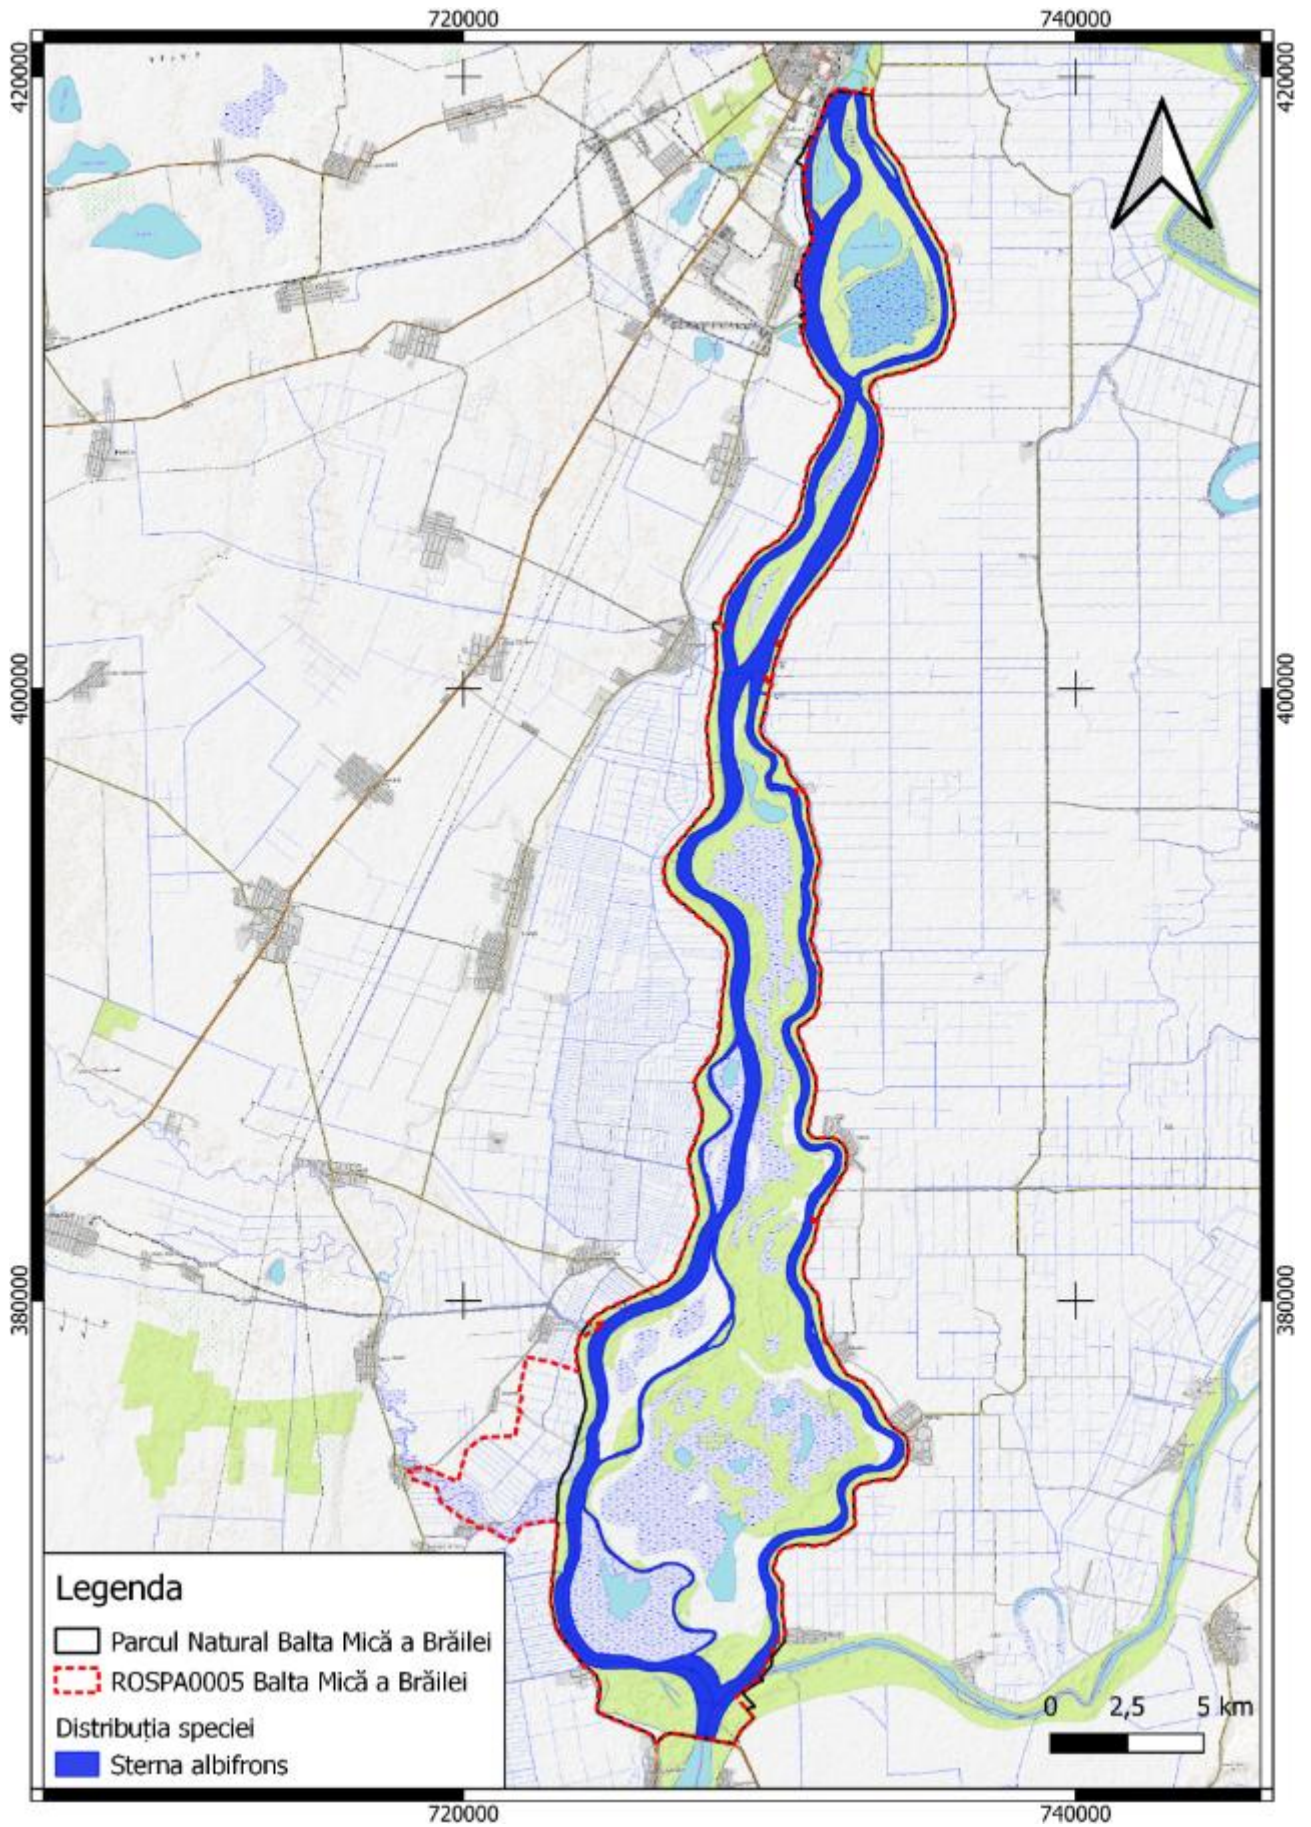 720000 740000
420000 420000
400000 400000
380000 380000
Legenda
Parcul Natural Balta Mică a Brăilei
ROSPA0005 Balta Mică a Brăilei
Distribuția speciei
Sterna albifrons
0 2,5 5 km
720000 740000